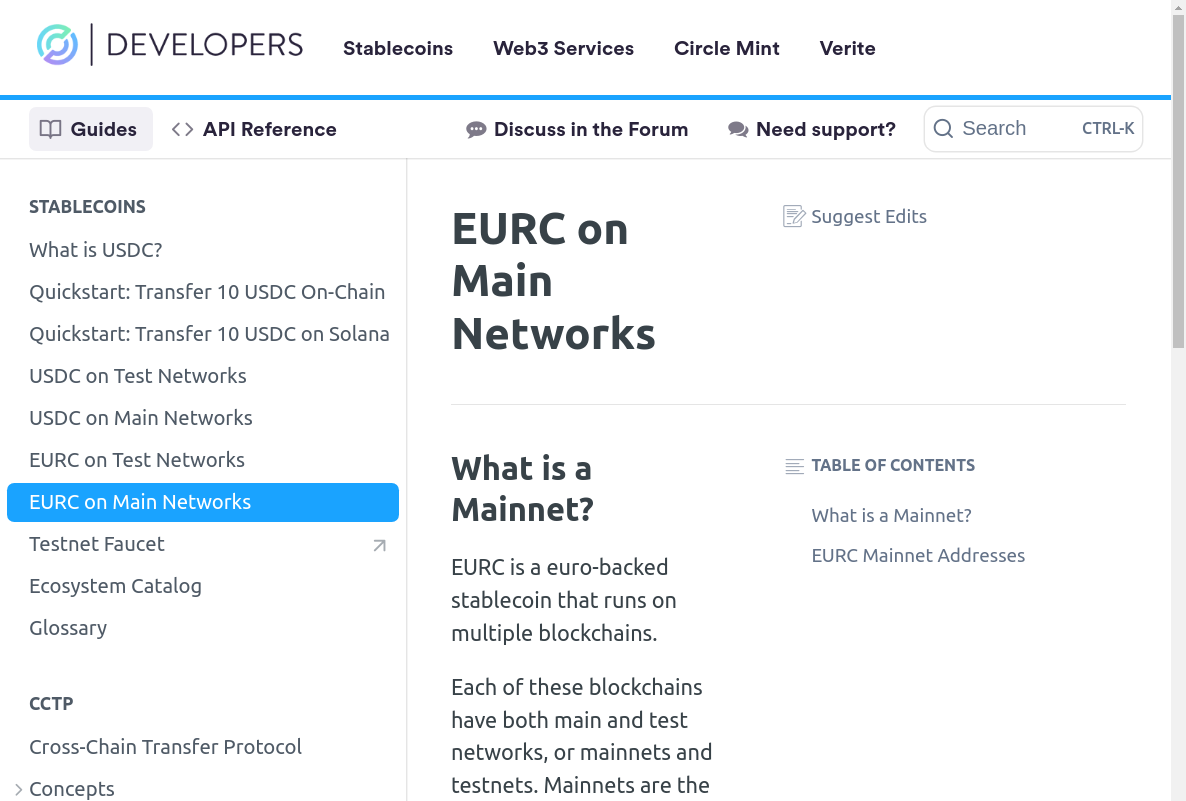 DEVELOPERS
Stablecoins
Web3 Services
Circle Mint
Verite
Guides
API Reference
Discuss in the Forum
Need support?
Search
CTRL-K
STABLECOINS
What is USDC?
Quickstart: Transfer 10 USDC On-Chain
Quickstart: Transfer 10 USDC on Solana
USDC on Test Networks
USDC on Main Networks
EURC on Test Networks
EURC on Main Networks
Testnet Faucet
Ecosystem Catalog
Glossary
CCTP
Cross-Chain Transfer Protocol
Concepts
EURC on
Main
Networks
Suggest Edits
What is a
Mainnet?
EURC is a euro-backed
stablecoin that runs on
multiple blockchains.
Each of these blockchains
have both main and test
networks, or mainnets and
testnets. Mainnets are the
TABLE OF CONTENTS
What is a Mainnet?
EURC Mainnet Addresses